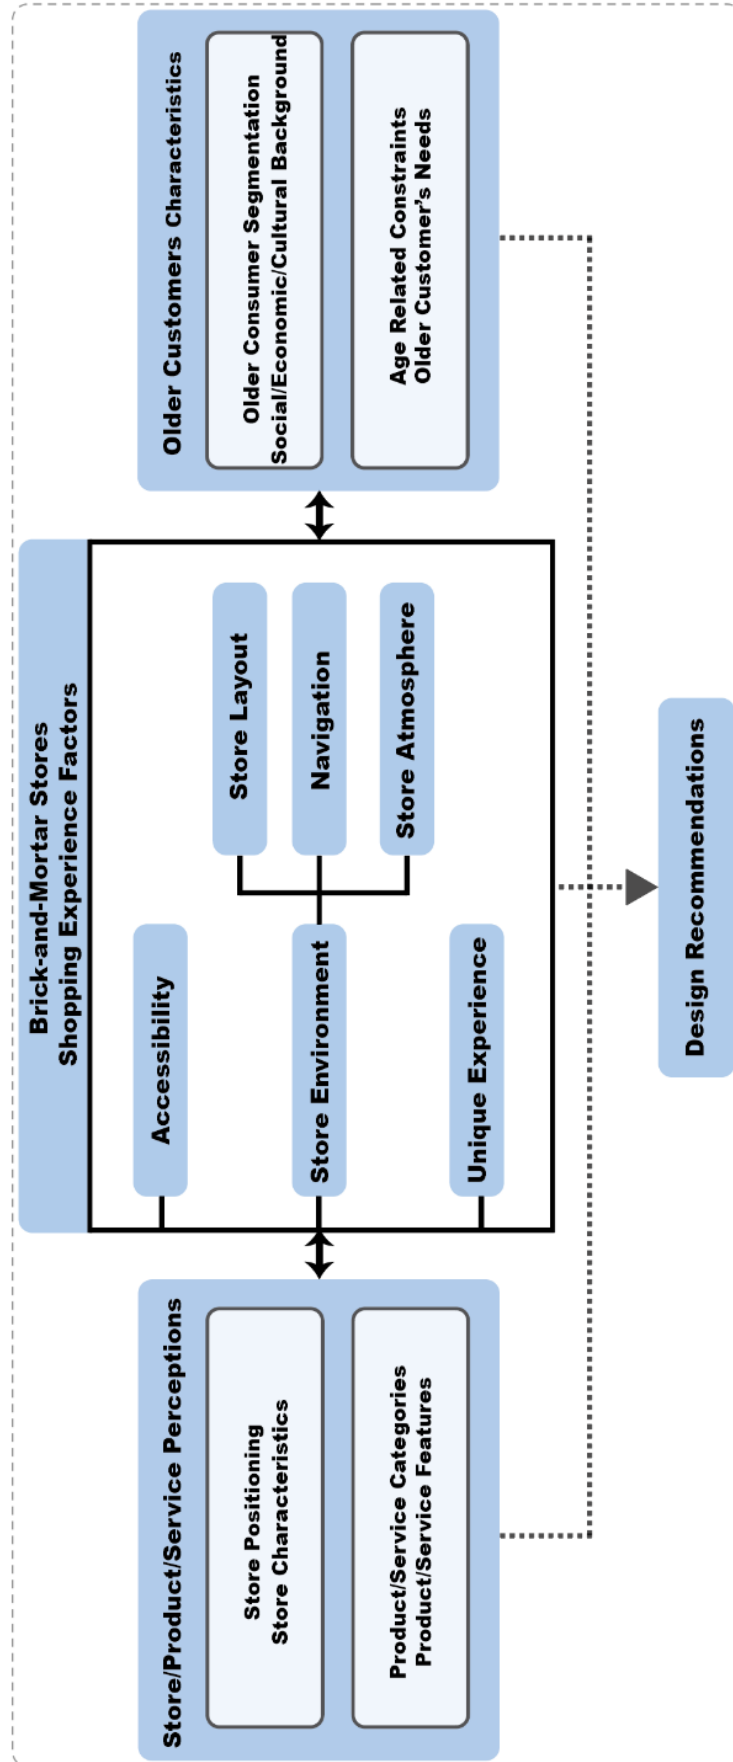 Store/Product/Service Perceptions
Store Positioning
Store Characteristics
Product/Service Categories
Product/Service Features
Brick-and-Mortar Stores
Shopping Experience Factors
Accessibility
Store Environment
Unique Experience
Store Layout
Navigation
Store Atmosphere
Older Customers Characteristics
Older Consumer Segmentation
Social/Economic/Cultural Background
Age Related Constraints
Older Customer’s Needs
Design Recommendations